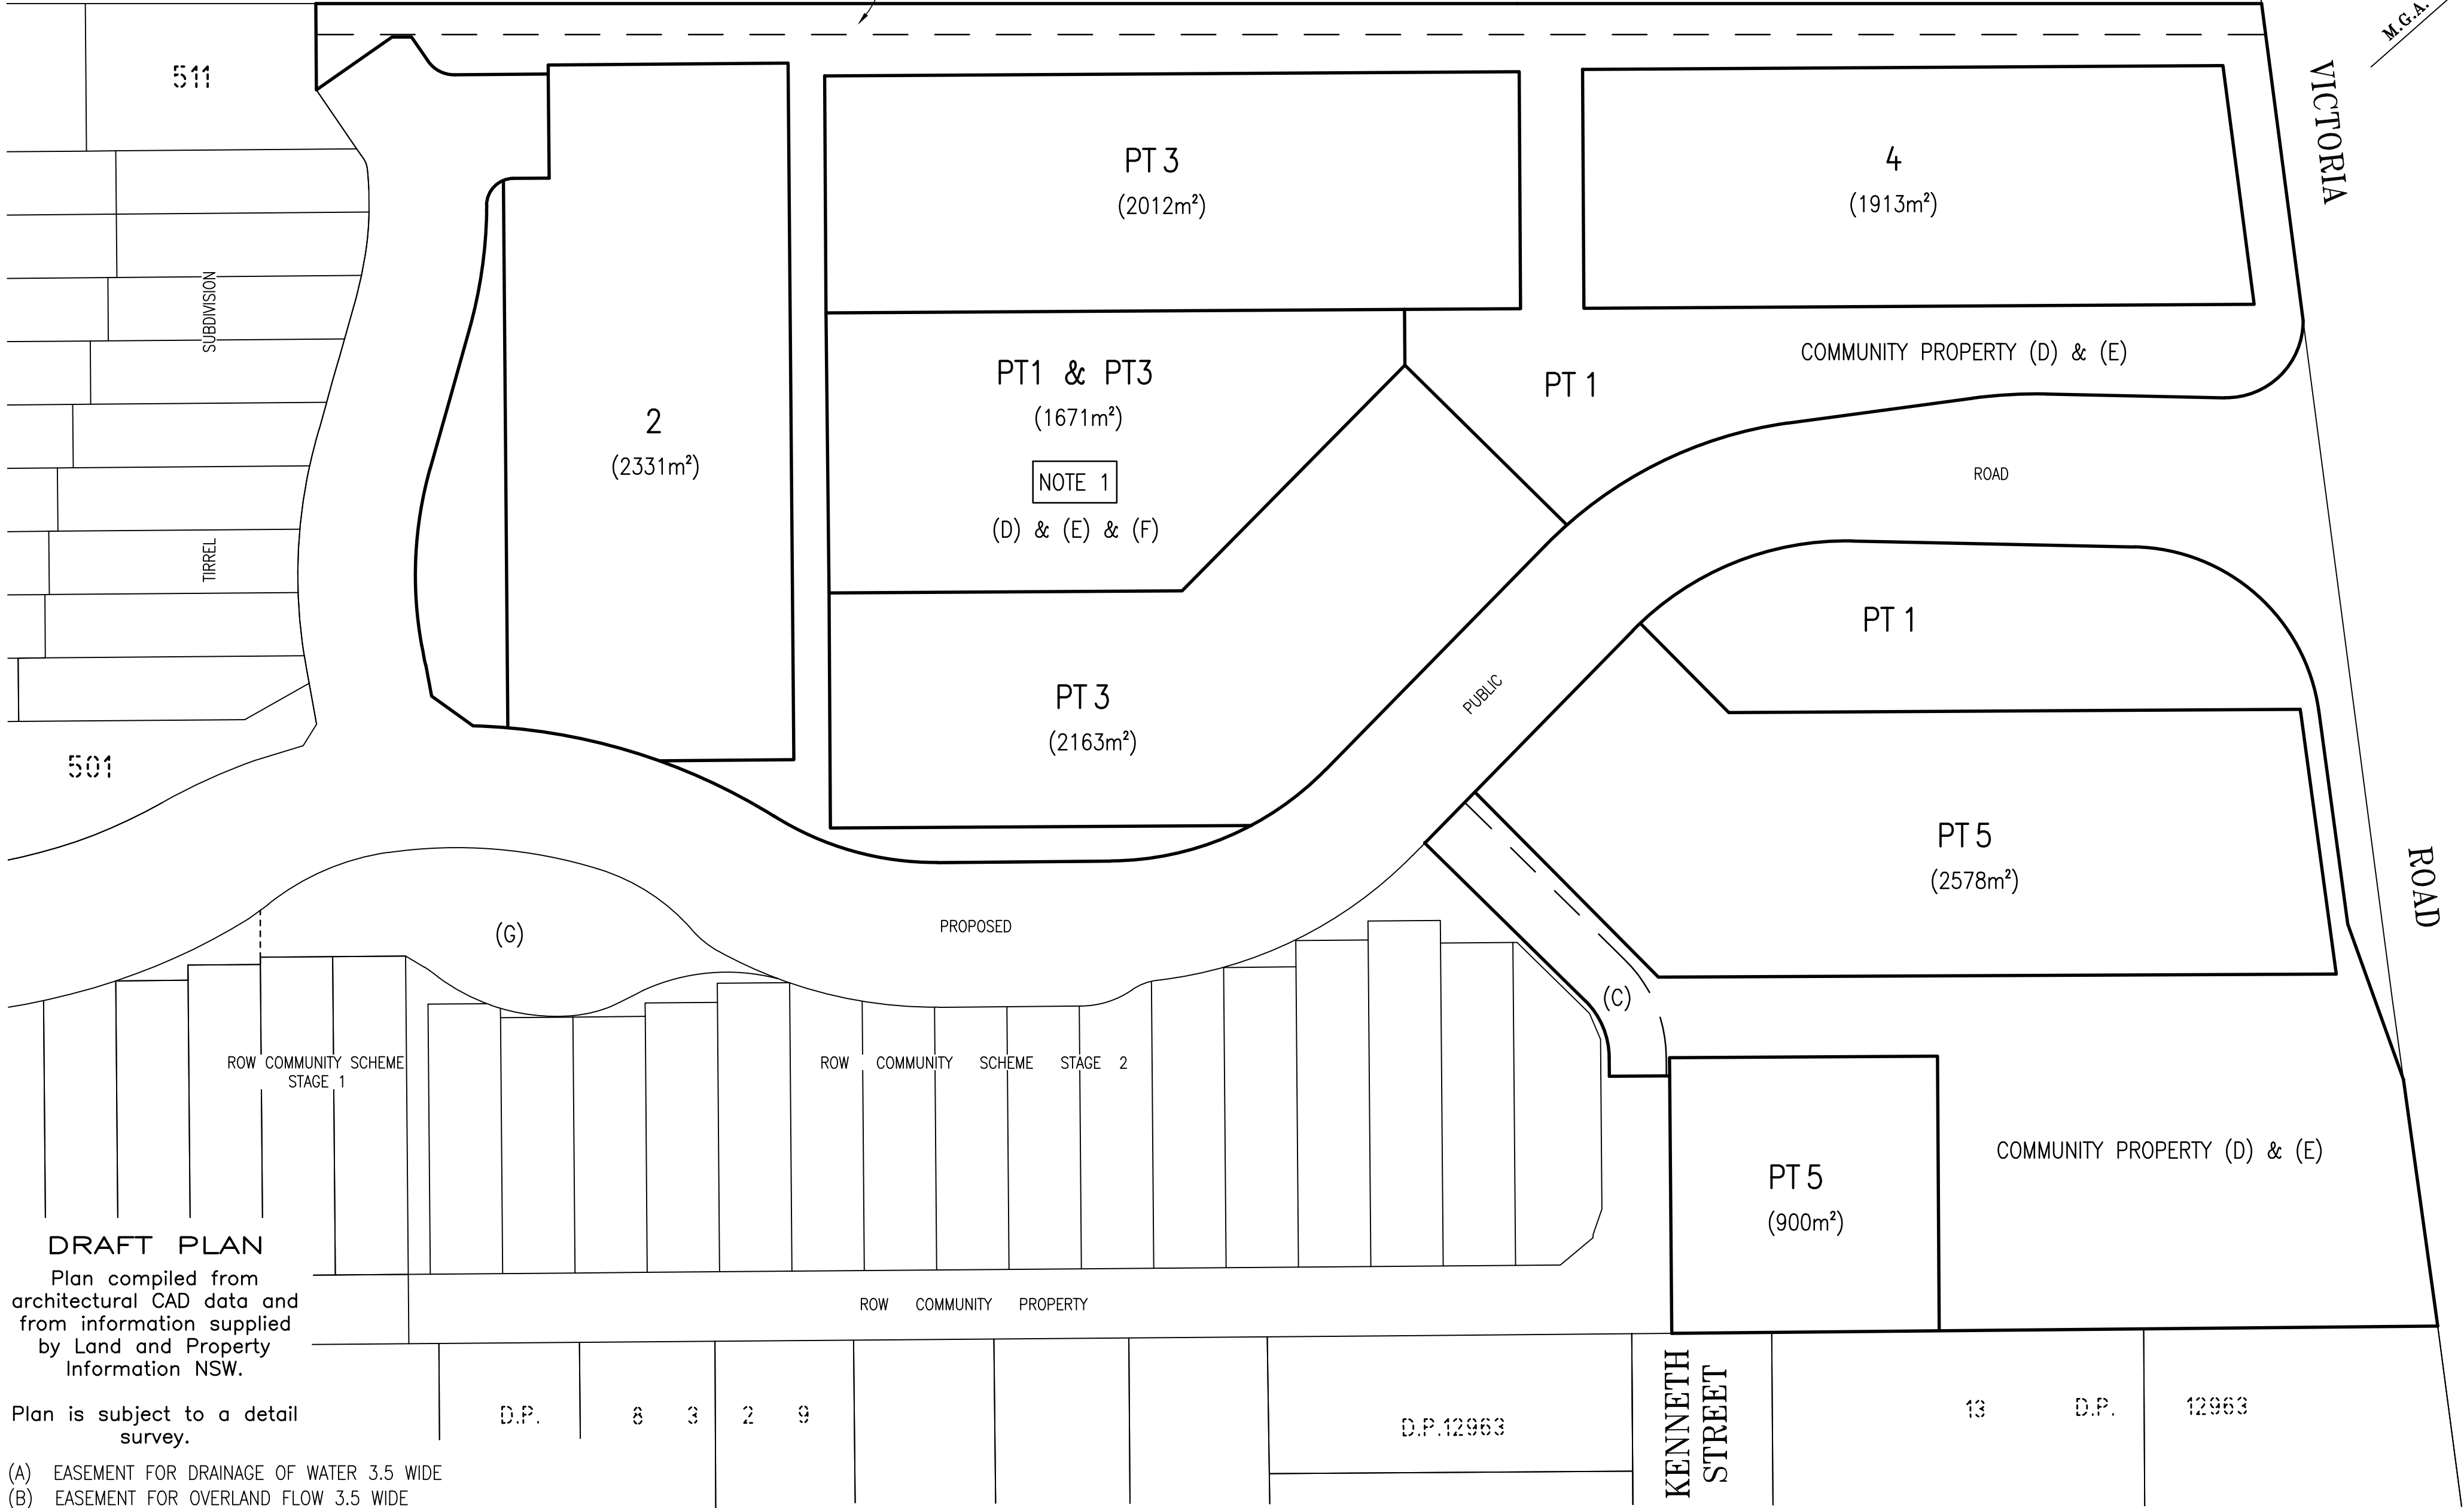 M.G.A.
511
VICTORIA
PT 3
(2012m²)
4
(1913m²)
SUBDIVISION
COMMUNITY PROPERTY (D) & (E)
PT1 & PT3
(1671m²)
NOTE 1
(D) & (E) & (F)
PT 1
2
(2331m²)
ROAD
TIRREL
PT 1
PT 3
(2163m²)
PUBLIC
501
PT 5
(2578m²)
ROAD
(G)
PROPOSED
(C)
ROW COMMUNITY SCHEME
STAGE 1
ROW COMMUNITY SCHEME STAGE 2
COMMUNITY PROPERTY (D) & (E)
PT 5
(900m²)
DRAFT PLAN
Plan compiled from
architectural CAD data and
from information supplied
by Land and Property
Information NSW.
ROW COMMUNITY PROPERTY
Plan is subject to a detail
survey.
D.P. 8 3 2 9
D.P.12963
KENNETH
STREET
13 D.P. 12963
(A) EASEMENT FOR DRAINAGE OF WATER 3.5 WIDE
(B) EASEMENT FOR OVERLAND FLOW 3.5 WIDE